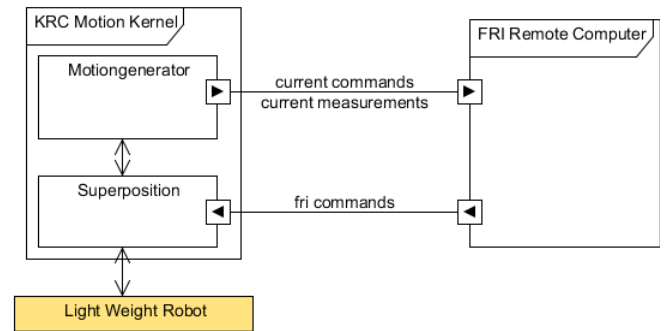 KRC Motion Kernel
FRI Remote Computer
Motiongenerator
current commands
current measurements
Superposition
fri commands
Light Weight Robot